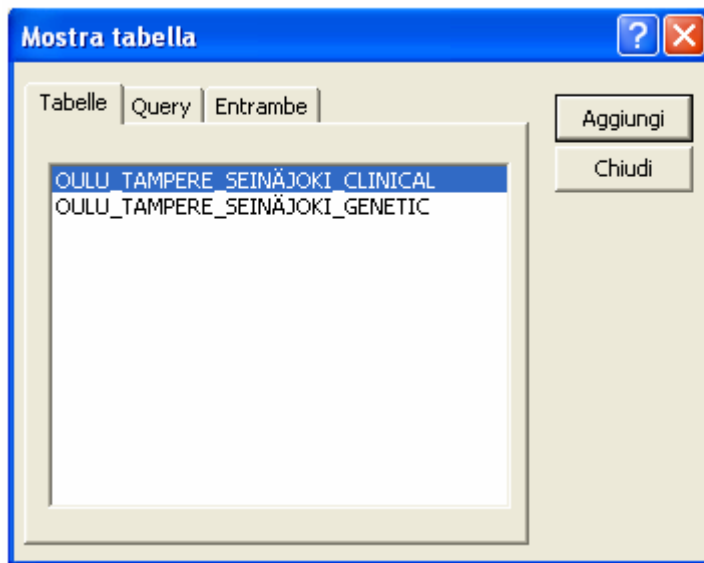 Mostra tabella
Tabelle Query Entrambe
Aggiungi
Chiudi
OULU_TAMPERE_SEINÄJOKI_CLINICAL
OULU_TAMPERE_SEINÄJOKI_GENETIC